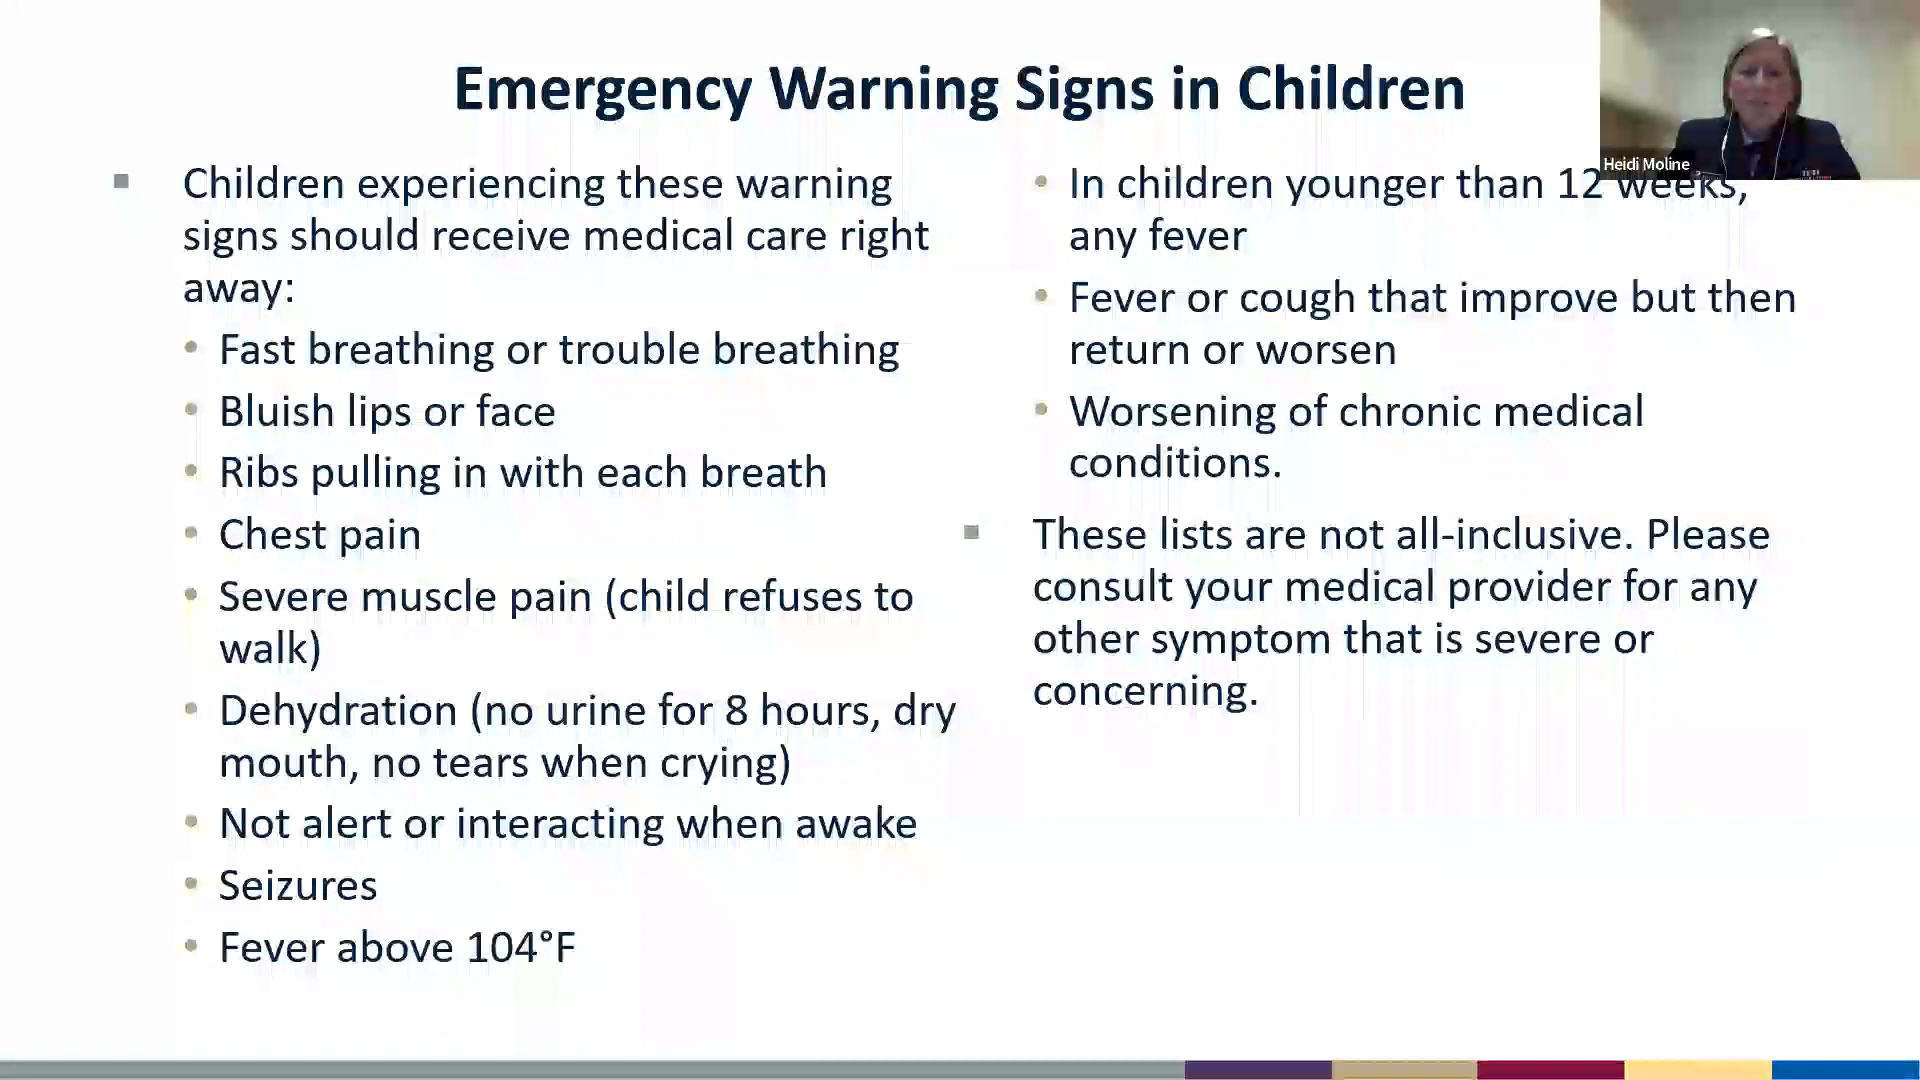 Emergency Warning Signs in Children
Children experiencing these warning
signs should receive medical care right
away:
Fast breathing or trouble breathing
Bluish lips or face
Ribs pulling in with each breath
Chest pain
Severe muscle pain (child refuses to
walk)
Dehydration (no urine for 8 hours, dry
mouth, no tears when crying)
Not alert or interacting when awake
Seizures
Fever above 104°F
In children younger than 12 weeks,
any fever
Fever or cough that improve but then
return or worsen
Worsening of chronic medical
conditions.
These lists are not all-inclusive. Please
consult your medical provider for any
other symptom that is severe or
concerning.
Heidi Moline